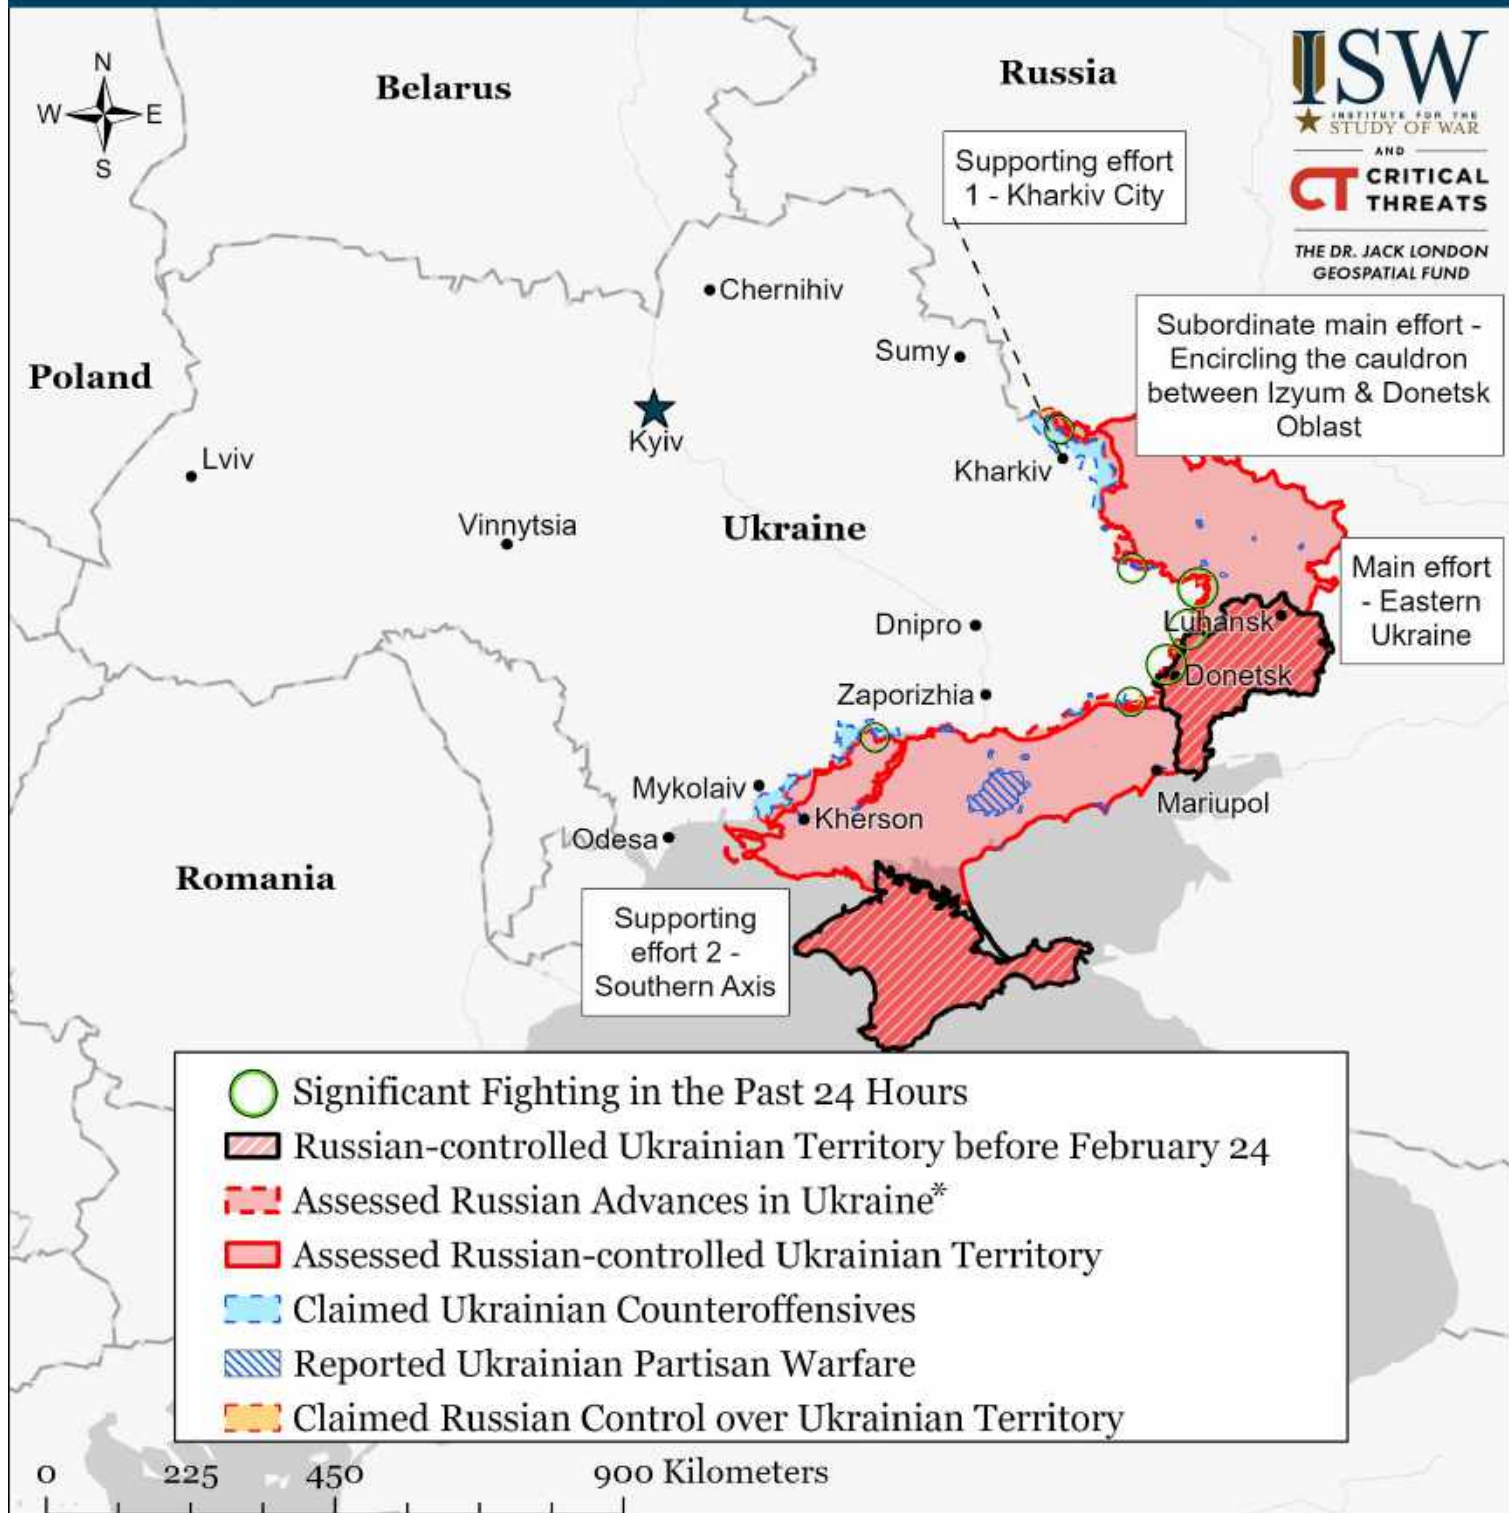 N
W
E
S
Belarus
Russia
ISW
INSTITUTE FOR THE
STUDY OF WAR
AND
CT CRITICAL
THREATS
THE DR. JACK LONDON
GEOSPATIAL FUND
Supporting effort
1 - Kharkiv City
Chernihiv
Subordinate main effort -
Encircling the cauldron
between Izyum & Donetsk
Oblast
Sumy
Poland
Kyiv
Lviv
Kharkiv
Vinnytsia
Ukraine
Main effort
- Eastern
Ukraine
Dnipro
Luhansk
Donetsk
Zaporizhia
Mykolaiv
Mariupol
Kherson
Odesa
Romania
Supporting
effort 2 -
Southern Axis
Significant Fighting in the Past 24 Hours
Russian-controlled Ukrainian Territory before February 24
Assessed Russian Advances in Ukraine*
Assessed Russian-controlled Ukrainian Territory
Claimed Ukrainian Counteroffensives
Reported Ukrainian Partisan Warfare
Claimed Russian Control over Ukrainian Territory
0 225 450 900 Kilometers